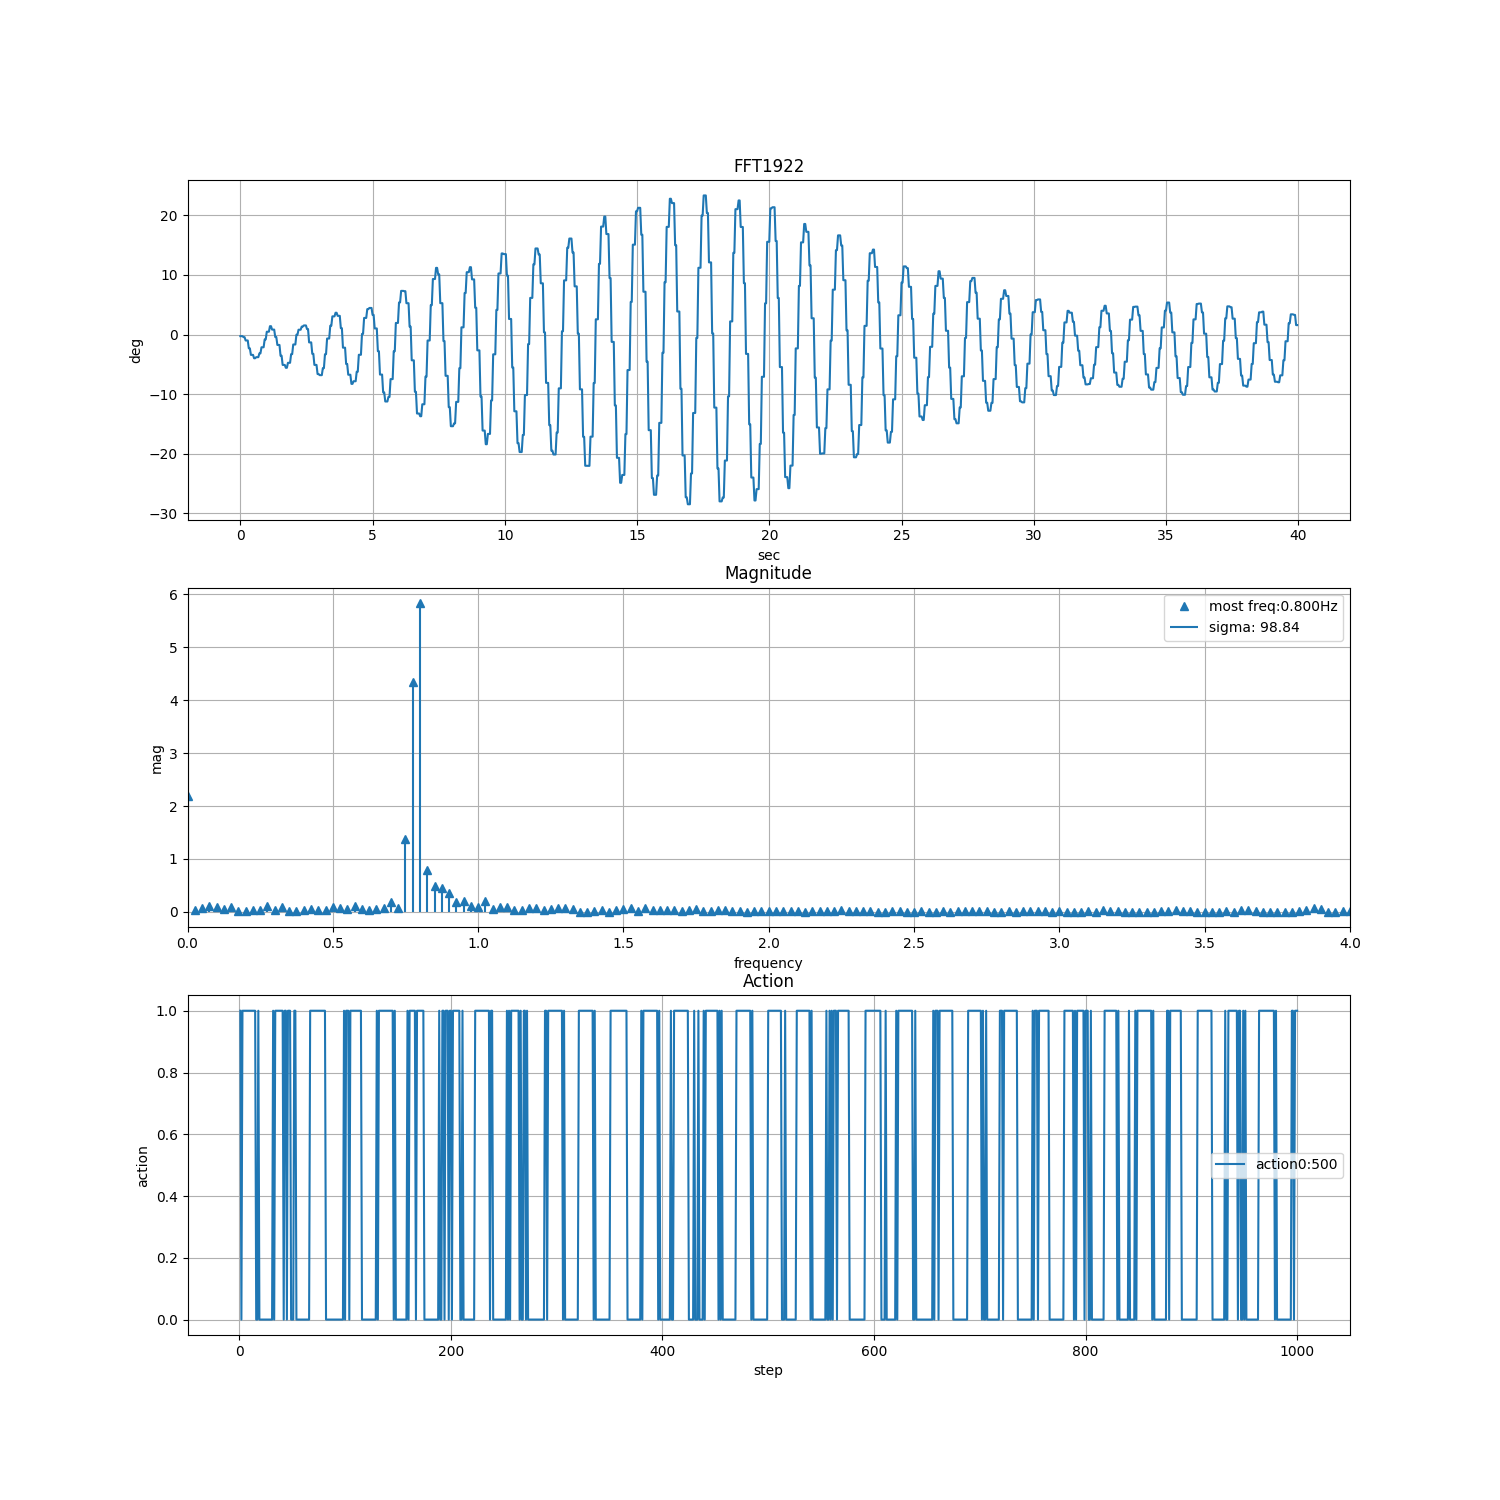 FFT1922
20
10
0
−10
−20
−30
deg
0 5 10 15 20 25 30 35 40
sec
Magnitude
6
5
4
3
2
1
0
mag
most freq:0.800Hz
sigma: 98.84
0.0 0.5 1.0 1.5 2.0 2.5 3.0 3.5 4.0
frequency
Action
1.0
0.8
0.6
0.4
0.2
0.0
action
action0:500
0 200 400 600 800 1000
step